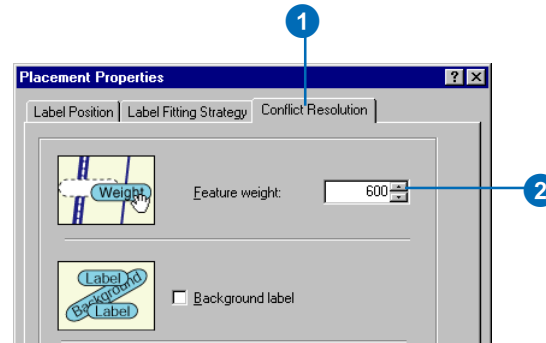 1
Placement Properties
Label Position Label Fitting Strategy Conflict Resolution
Weight
Feature weight: 600
2
Label
Background
Label
Background label